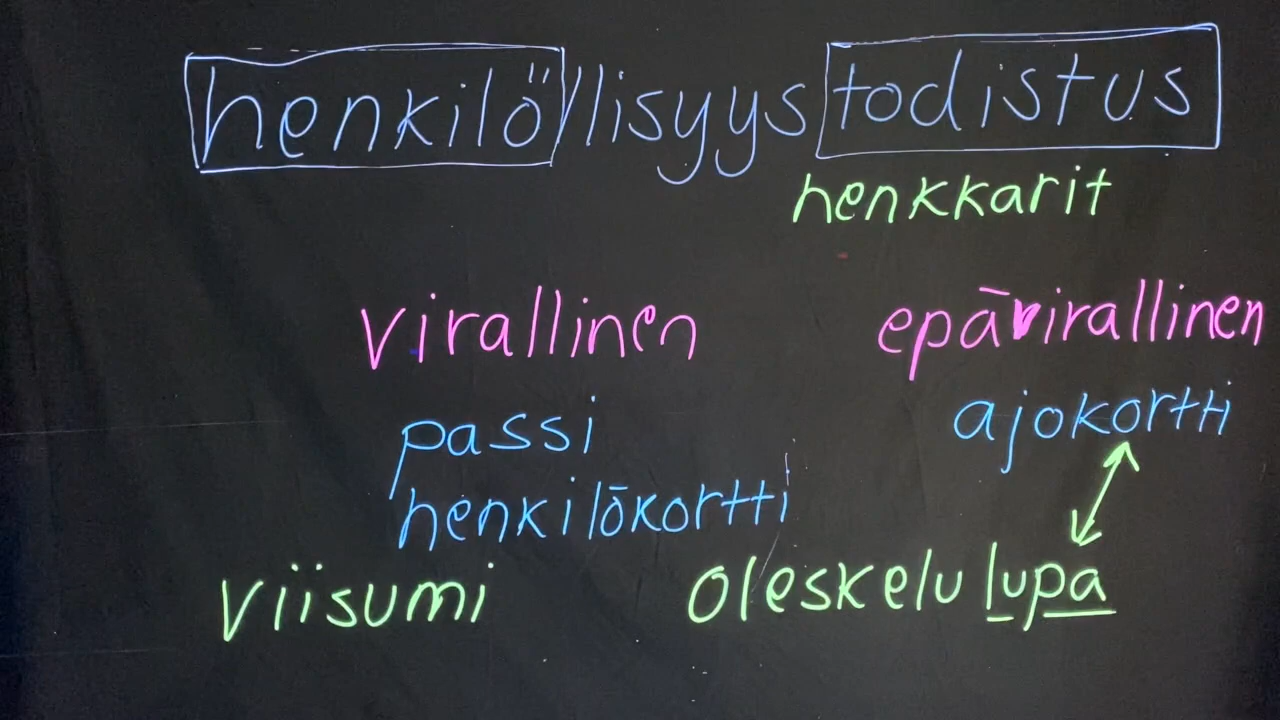 henkilöllisyystodistus
henkkarit
virallinen epävirallinen
passi ajokortti
henkilökortti
viisumi oleskelulupa